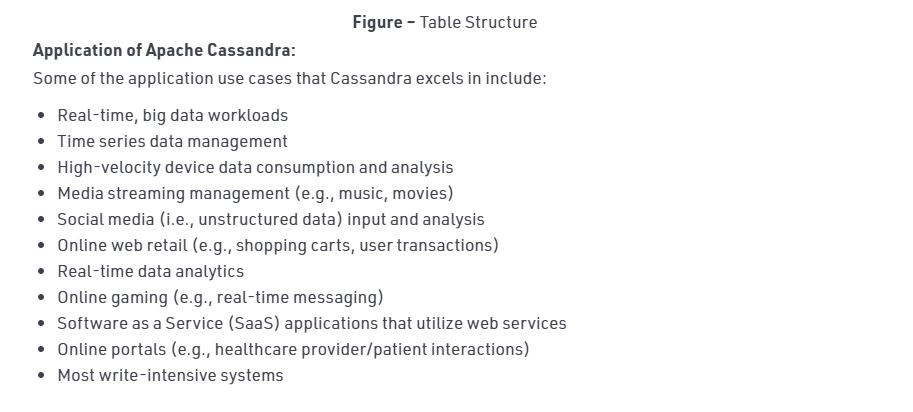 Figure – Table Structure
Application of Apache Cassandra:
Some of the application use cases that Cassandra excels in include:
• Real-time, big data workloads
• Time series data management
• High-velocity device data consumption and analysis
• Media streaming management (e.g., music, movies)
• Social media (i.e., unstructured data) input and analysis
• Online web retail (e.g., shopping carts, user transactions)
• Real-time data analytics
• Online gaming (e.g., real-time messaging)
• Software as a Service (SaaS) applications that utilize web services
• Online portals (e.g., healthcare provider/patient interactions)
• Most write-intensive systems